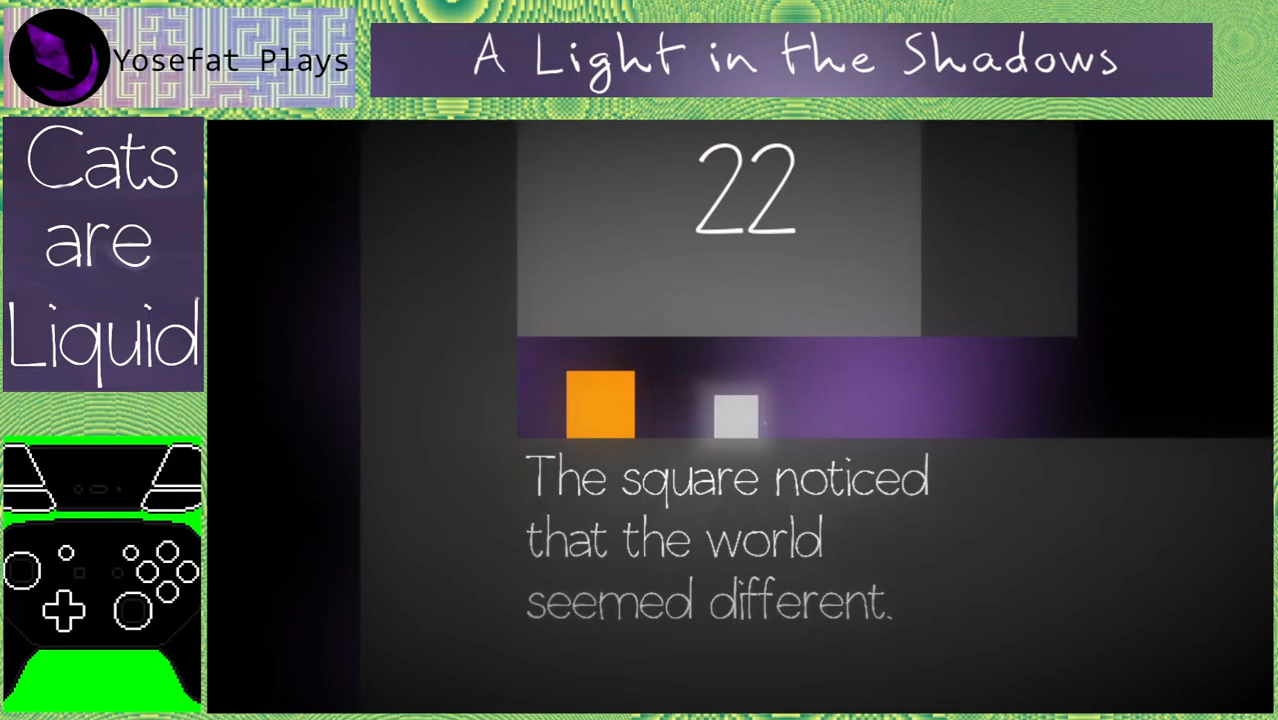 Yosefat Plays
A Light in the Shadows
Cats
are
Liquid
22
The square noticed
that the world
seemed different.